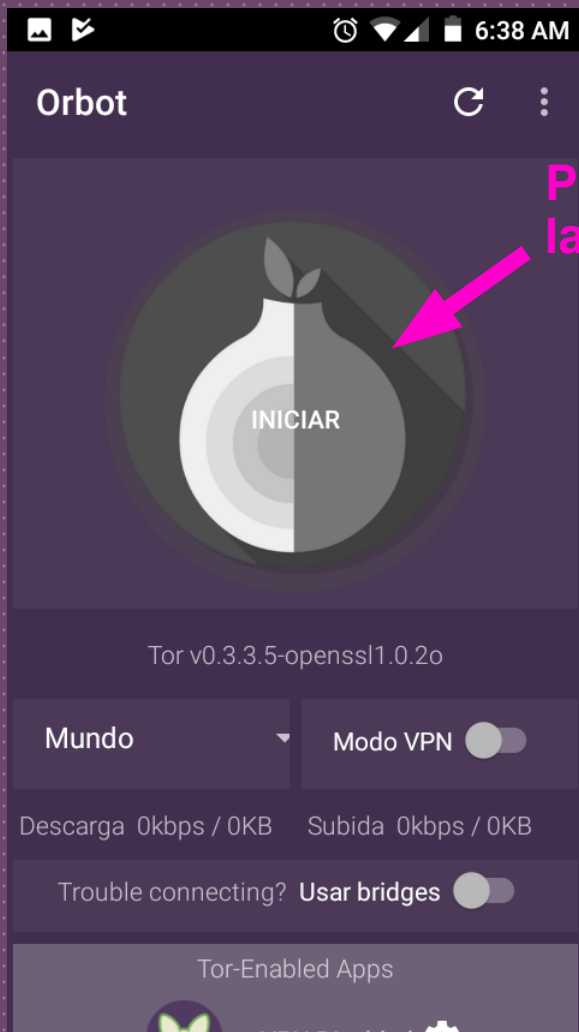 6:38 AM
Orbot
INICIAR
Tor v0.3.3.5-openssl1.0.2o
Mundo
Modo VPN
Descarga 0kbps / 0KB
Subida 0kbps / 0KB
Trouble connecting? Usar bridges
Tor-Enabled Apps